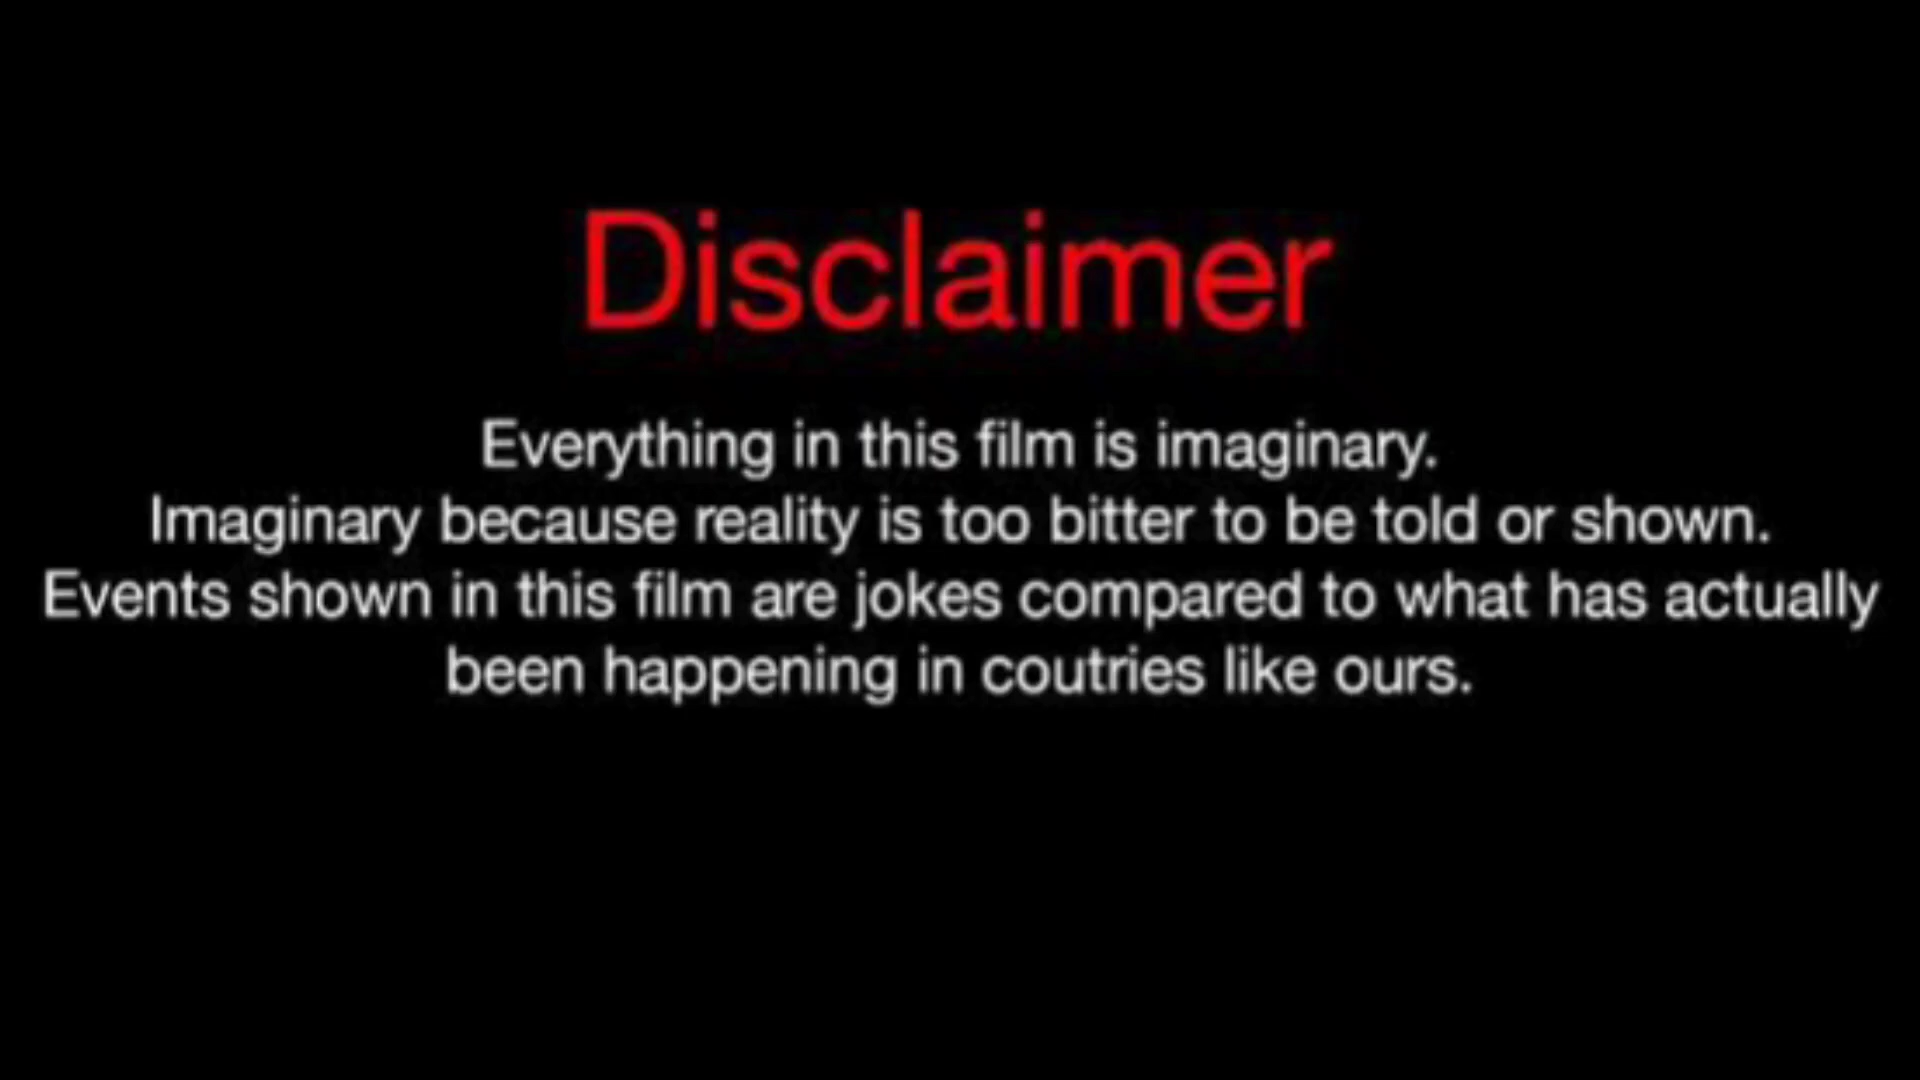 Disclaimer
Everything in this film is imaginary.
Imaginary because reality is too bitter to be told or shown.
Events shown in this film are jokes compared to what has actually
been happening in coutries like ours.